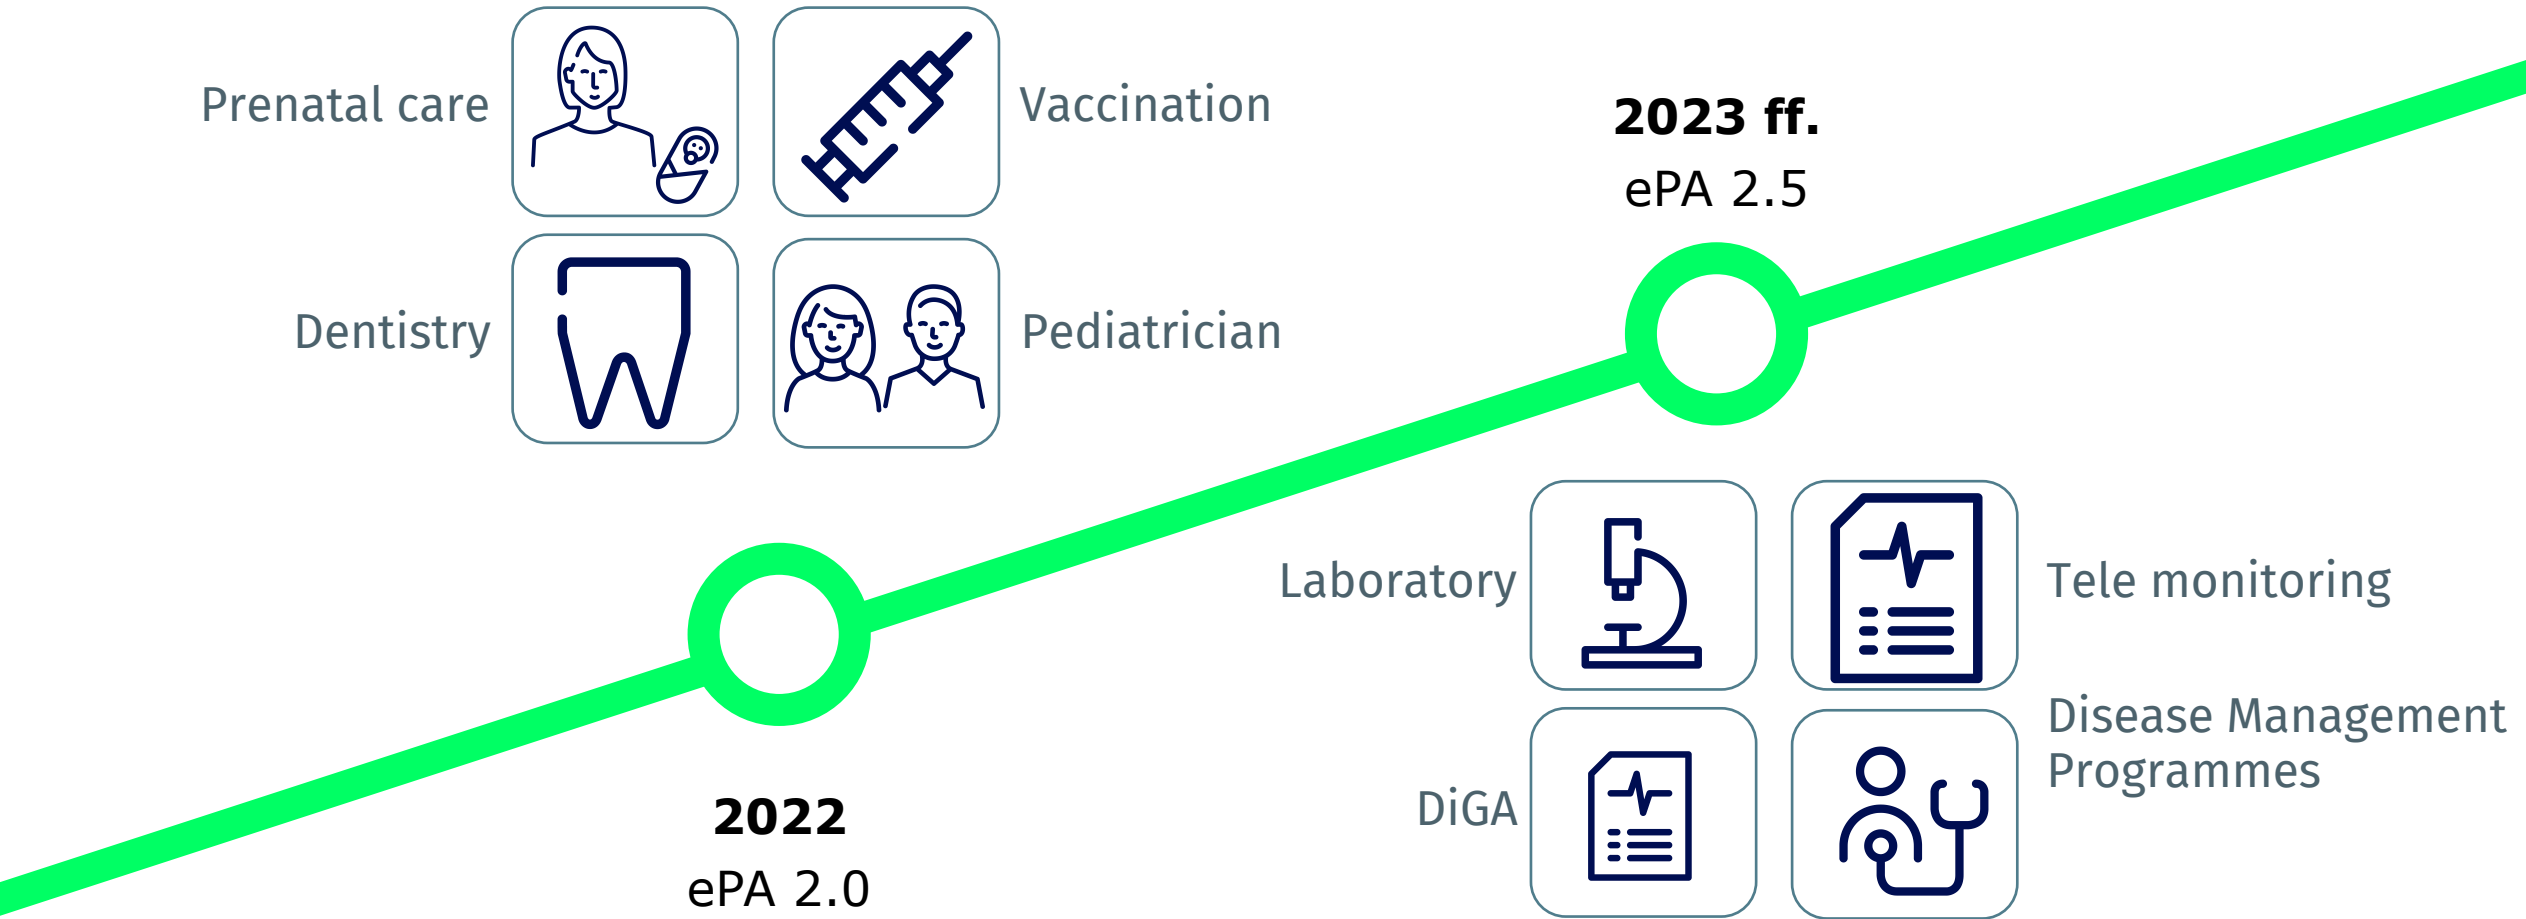 Prenatal care
Vaccination
Dentistry
Pediatrician
2022
ePA 2.0
2023 ff.
ePA 2.5
Laboratory
Tele monitoring
DiGA
Disease Management
Programmes